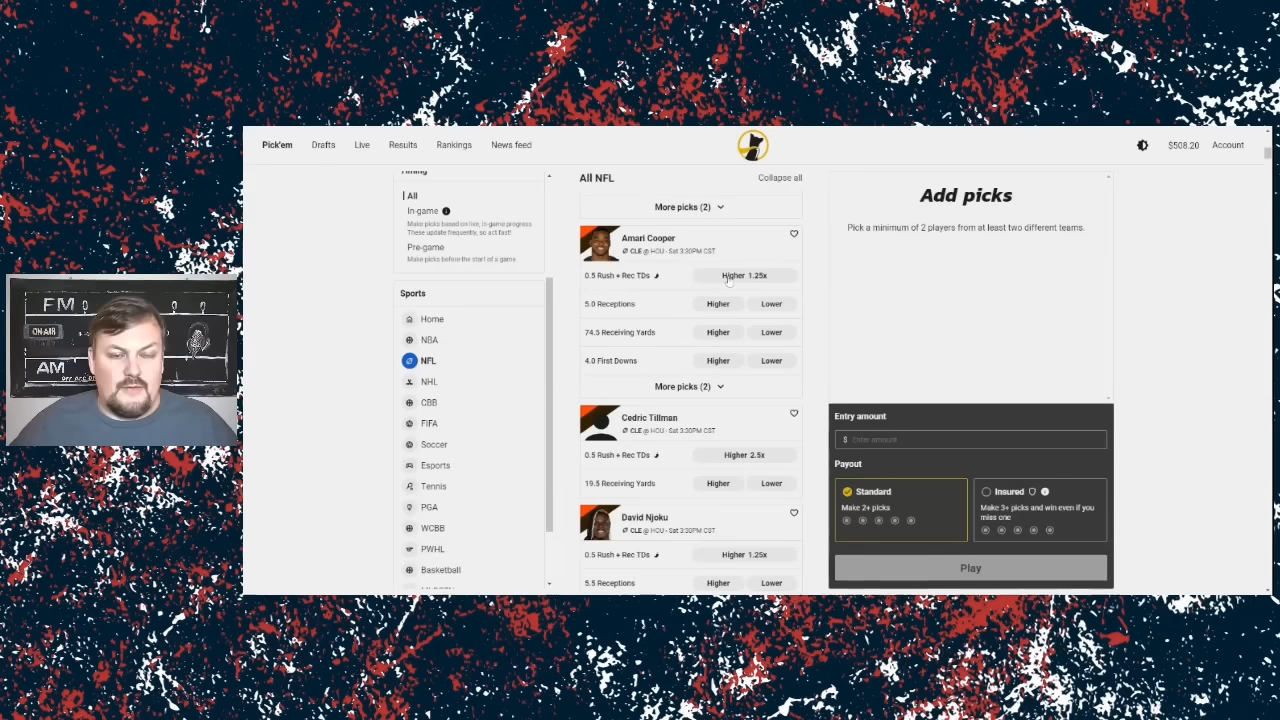 Pick'em Drafts Live Results Rankings News feed
$508.20 Account
Timing
All
In-game
Make picks based on live, in-game progress.
These update frequently, so act fast!
Pre-game
Make picks before the start of a game
Sports
Home
NBA
NFL
NHL
CBB
FIFA
Soccer
Esports
Tennis
PGA
WCBB
PWHL
Basketball
All NFL
Collapse all
More picks (2)
Amari Cooper
CLE @ HOU - Sat 3:30PM CST
0.5 Rush + Rec TDs Higher 1.25x
5.0 Receptions Higher Lower
74.5 Receiving Yards Higher Lower
4.0 First Downs Higher Lower
More picks (2)
Cedric Tillman
CLE @ HOU - Sat 3:30PM CST
0.5 Rush + Rec TDs Higher 2.5x
19.5 Receiving Yards Higher Lower
David Njoku
CLE @ HOU - Sat 3:30PM CST
0.5 Rush + Rec TDs Higher 1.25x
5.5 Receptions Higher Lower
Add picks
Pick a minimum of 2 players from at least two different teams.
Entry amount
$ Enter amount
Payout
Standard
Make 2+ picks
Insured
Make 3+ picks and win even if you
miss one
Play
FM
ON-AIR
AM